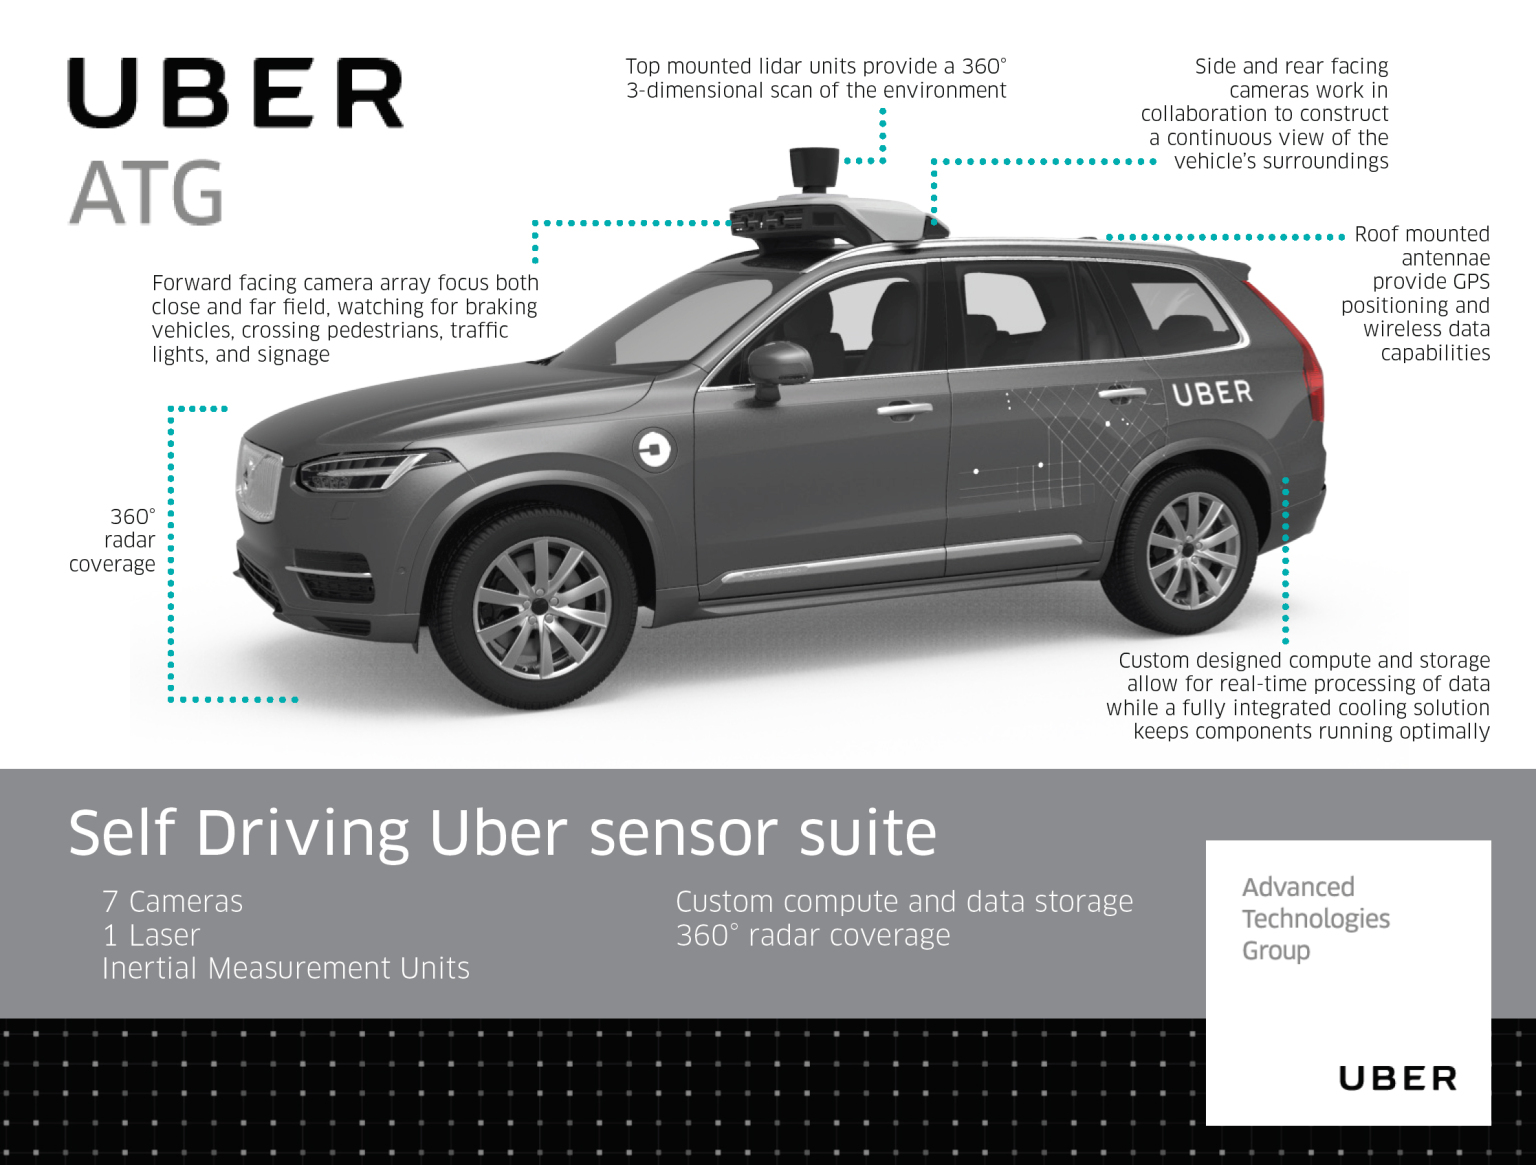 UBER
ATG
Top mounted lidar units provide a 360°
3-dimensional scan of the environment
Side and rear facing
cameras work in
collaboration to construct
a continuous view of the
vehicle's surroundings
Forward facing camera array focus both
close and far field, watching for braking
vehicles, crossing pedestrians, traffic
lights, and signage
Roof mounted
antennae
provide GPS
positioning and
wireless data
capabilities
UBER
360°
radar
coverage
Custom designed compute and storage
allow for real-time processing of data
while a fully integrated cooling solution
keeps components running optimally
Self Driving Uber sensor suite
7 Cameras
1 Laser
Inertial Measurement Units
Custom compute and data storage
360° radar coverage
Advanced
Technologies
Group
UBER